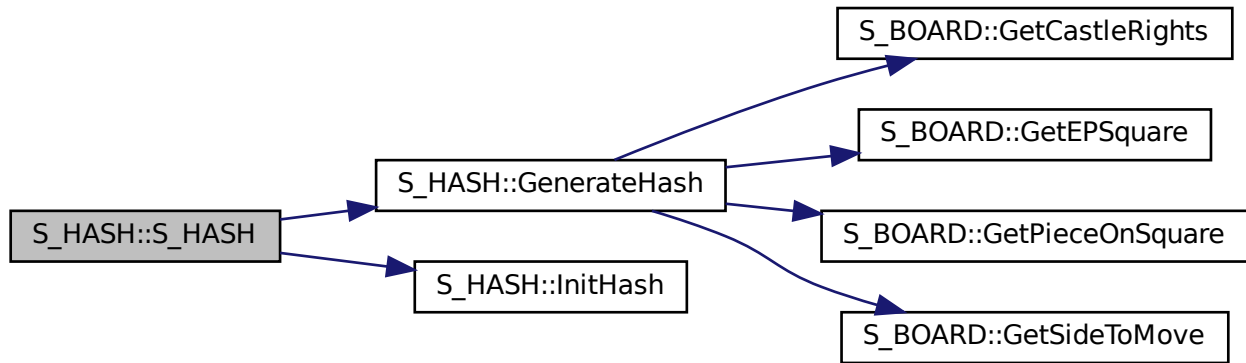 S_HASH::S_HASH
S_HASH::GenerateHash
S_HASH::InitHash
S_BOARD::GetCastleRights
S_BOARD::GetEPSquare
S_BOARD::GetPieceOnSquare
S_BOARD::GetSideToMove